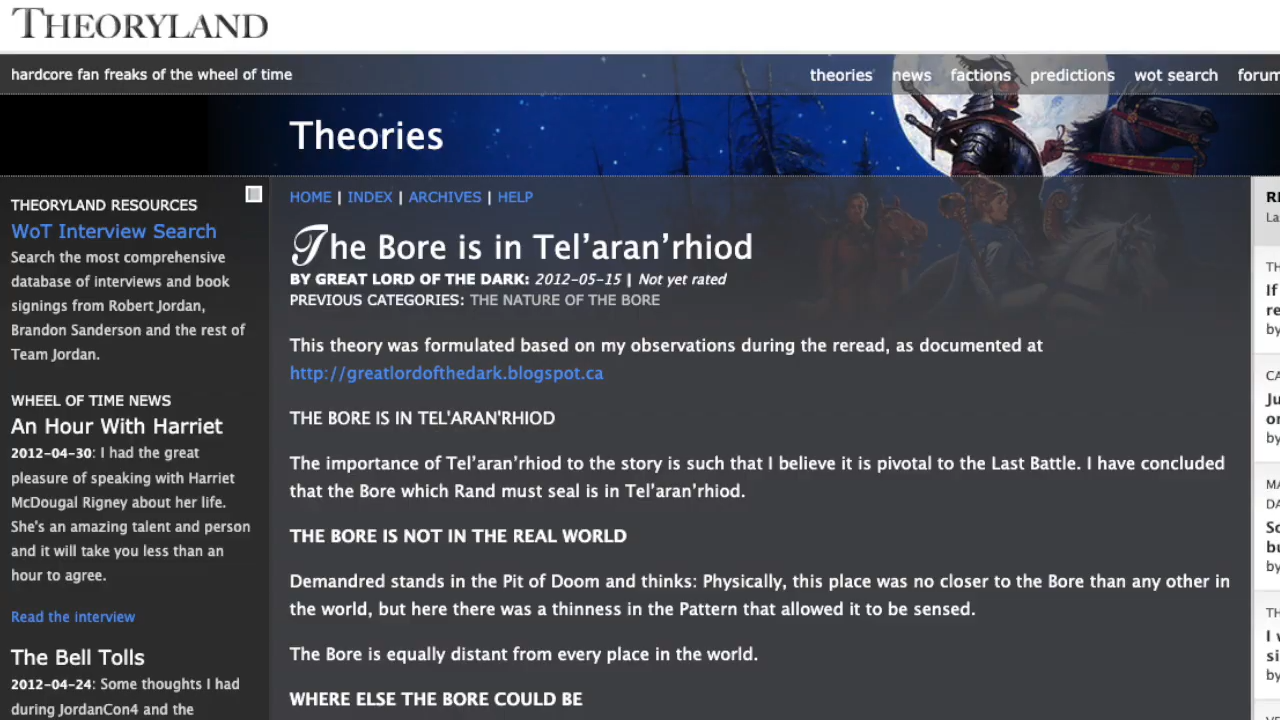 THEORYLAND
hardcore fan freaks of the wheel of time
theories news factions predictions wot search forum
Theories
THEORYLAND RESOURCES
WoT Interview Search
Search the most comprehensive
database of interviews and book
signings from Robert Jordan,
Brandon Sanderson and the rest of
Team Jordan.
WHEEL OF TIME NEWS
An Hour With Harriet
2012-04-30: I had the great
pleasure of speaking with Harriet
McDougal Rigney about her life.
She's an amazing talent and person
and it will take you less than an
hour to agree.
Read the interview
The Bell Tolls
2012-04-24: Some thoughts I had
during JordanCon4 and the
HOME | INDEX | ARCHIVES | HELP
The Bore is in Tel’aran’rhiod
BY GREAT LORD OF THE DARK: 2012-05-15 | Not yet rated
PREVIOUS CATEGORIES: THE NATURE OF THE BORE
This theory was formulated based on my observations during the reread, as documented at
http://greatlordofthedark.blogspot.ca
THE BORE IS IN TEL'ARAN'RHIOD
The importance of Tel’aran’rhiod to the story is such that I believe it is pivotal to the Last Battle. I have concluded
that the Bore which Rand must seal is in Tel’aran’rhiod.
THE BORE IS NOT IN THE REAL WORLD
Demandred stands in the Pit of Doom and thinks: Physically, this place was no closer to the Bore than any other in
the world, but here there was a thinness in the Pattern that allowed it to be sensed.
The Bore is equally distant from every place in the world.
WHERE ELSE THE BORE COULD BE
If
by
by
by
by